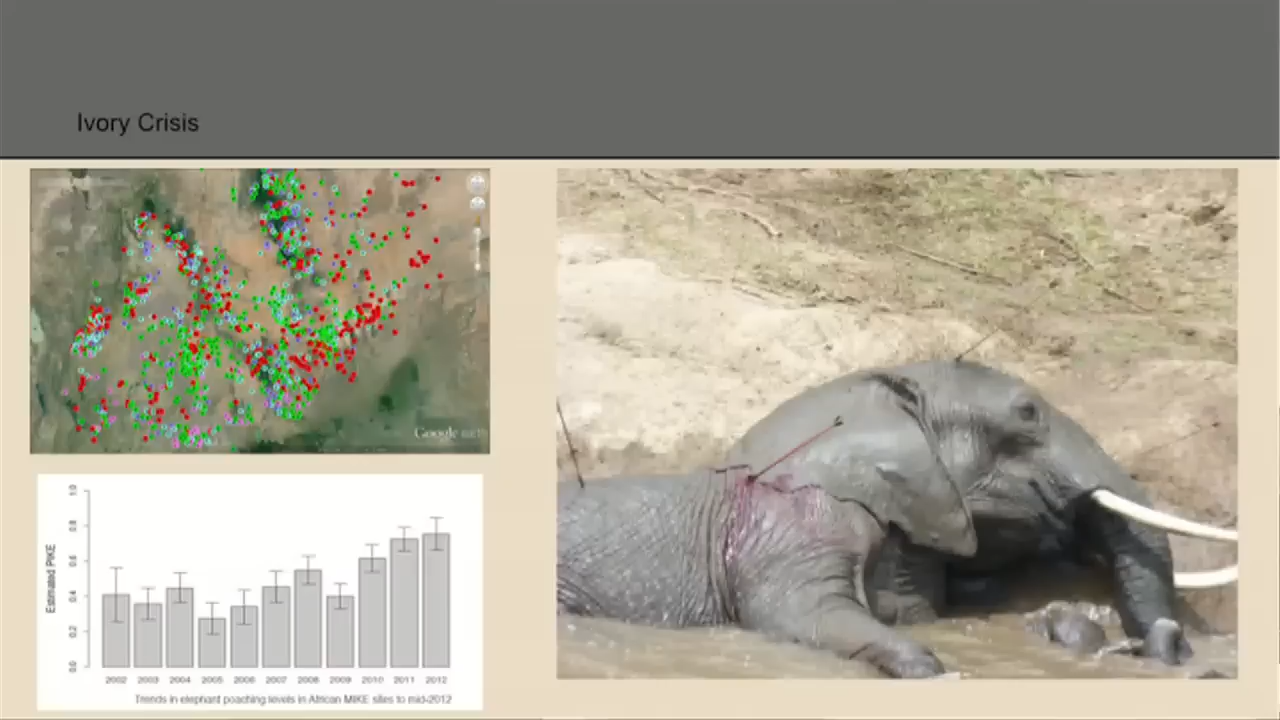 Ivory Crisis
Google earth
Estimated PIKE
1.0
0.8
0.6
0.4
0.2
0.0
2002 2003 2004 2005 2006 2007 2008 2009 2010 2011 2012
Trends in elephant poaching levels in African MIKE sites to mid-2012